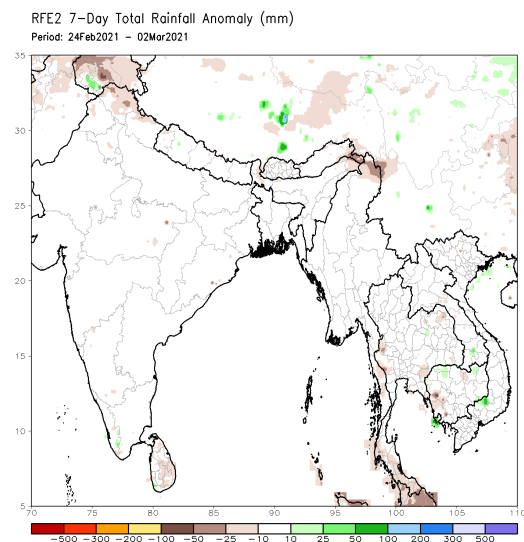 RFE2 7-Day Total Rainfall Anomaly (mm)
Period: 24Feb2021 - 02Mar2021
35
30
25
20
15
10
5
70 75 80 85 90 95 100 105 110
-500 -300 -200 -100 -50 -25 -10 10 25 50 100 200 300 500